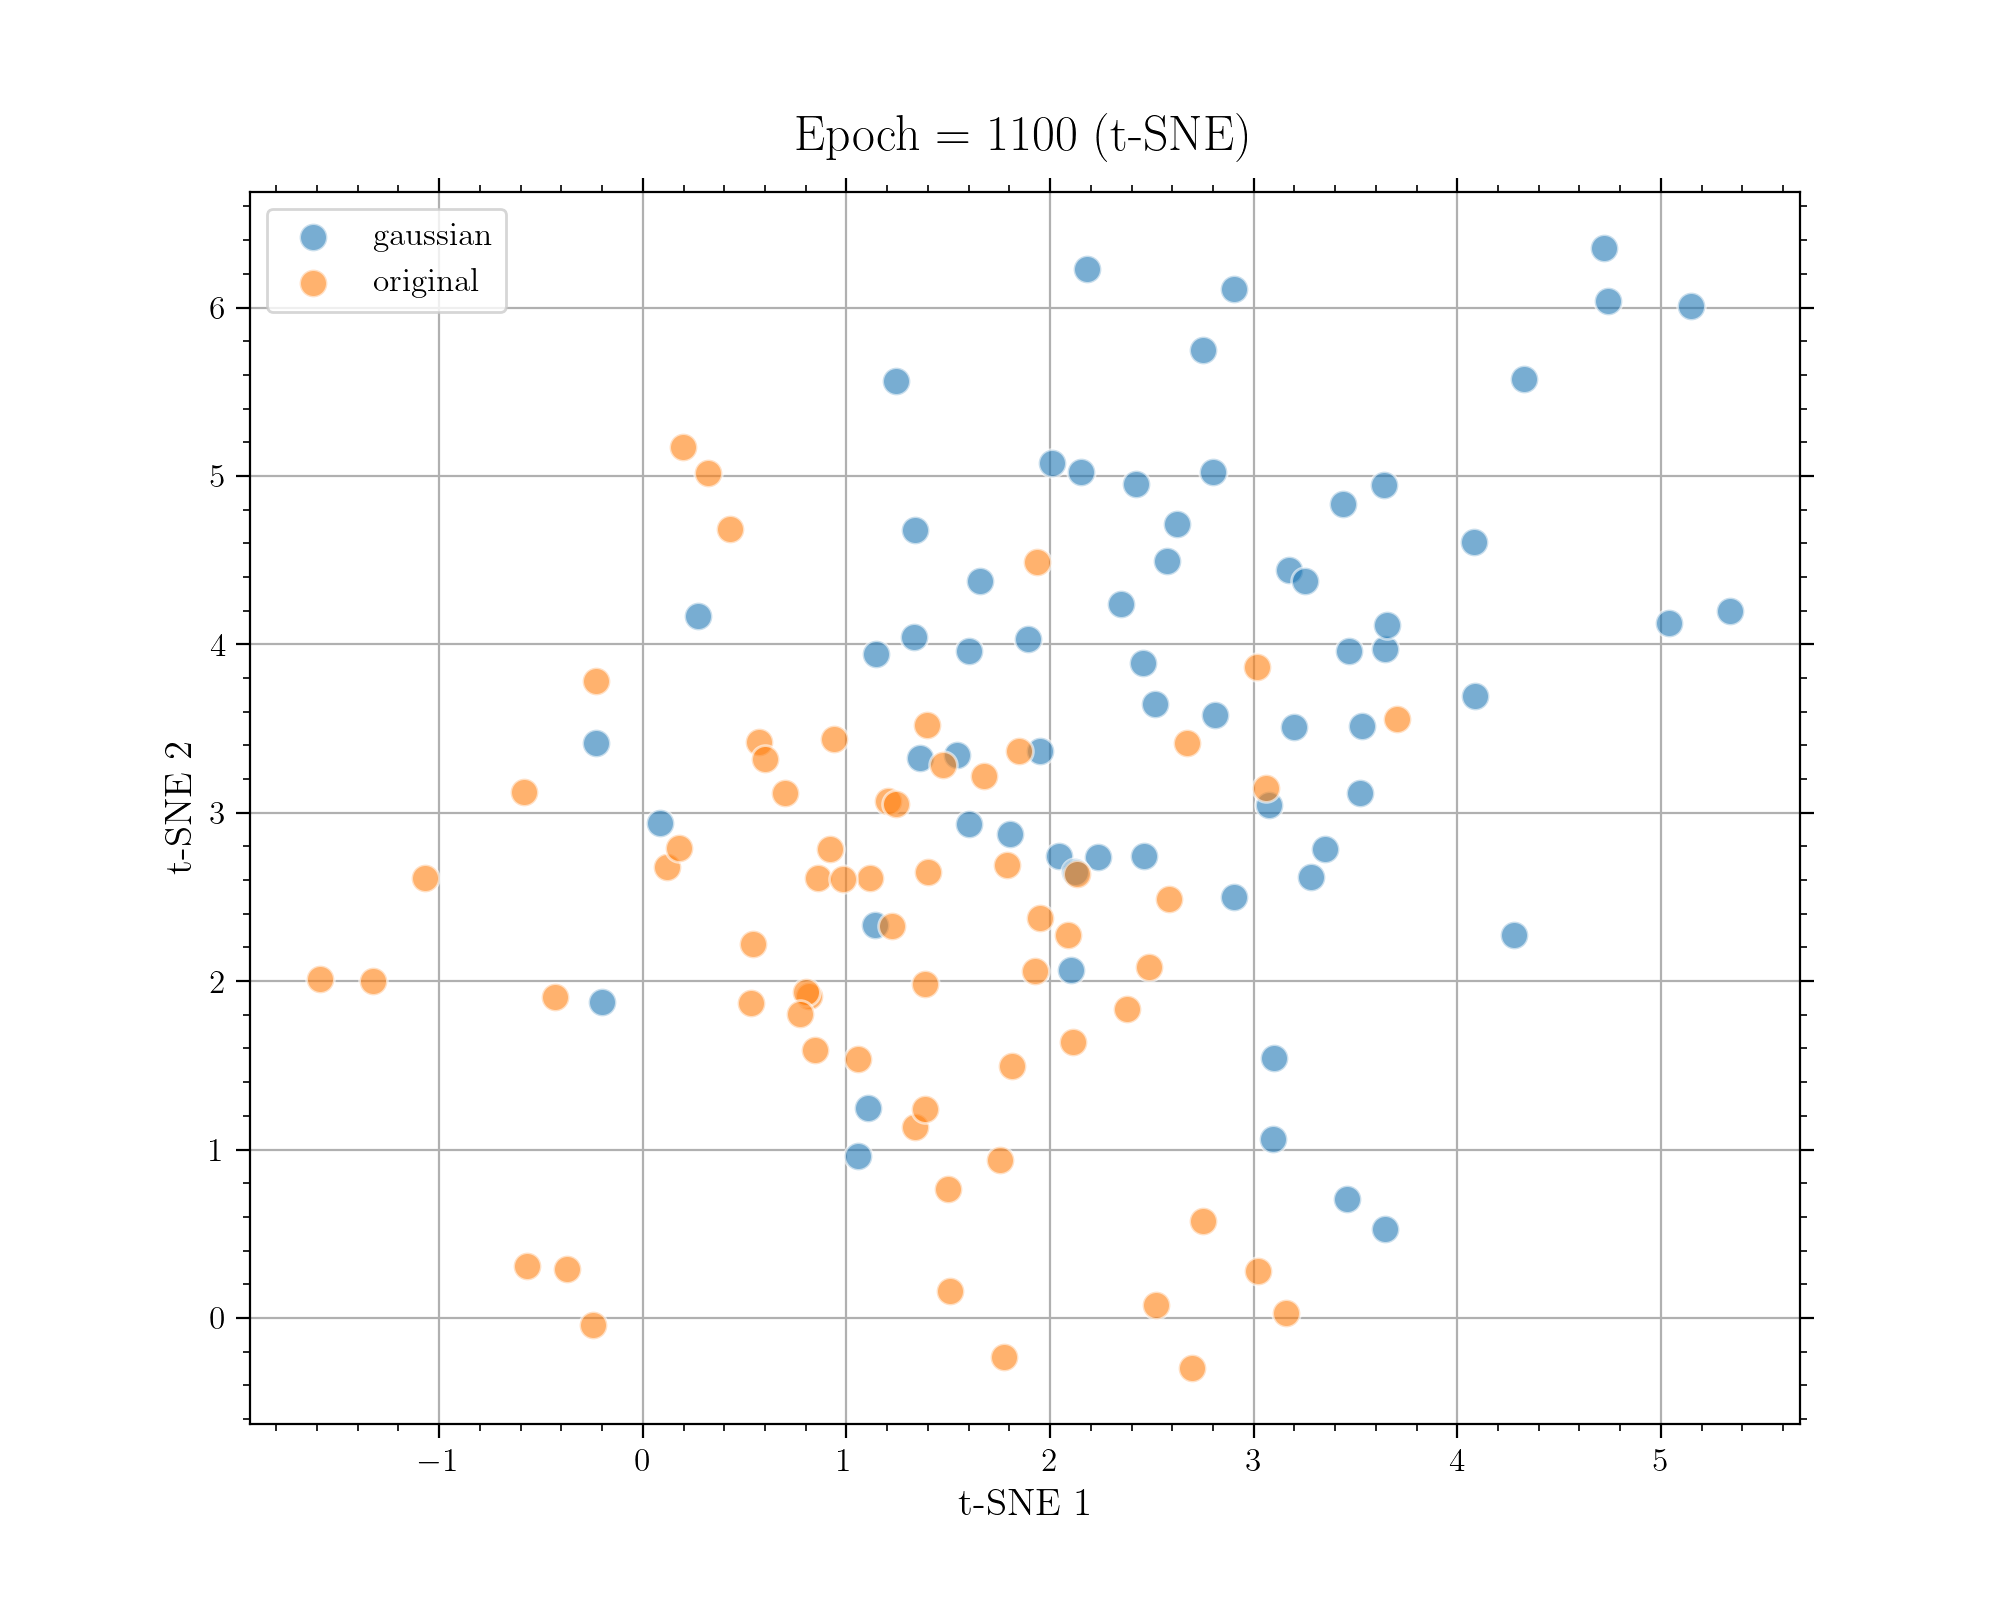 Epoch = 1100 (t-SNE)
gaussian
original
6
5
4
3
2
1
0
t-SNE 2
−1
0
1
2
3
4
5
t-SNE 1